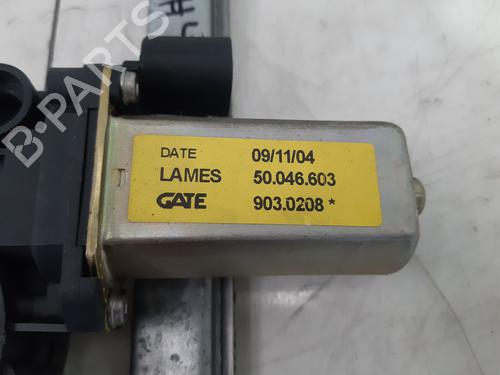 DATE 09/11/04
LAMES 50.046.603
GATE 903.0208 *
B-PARTS